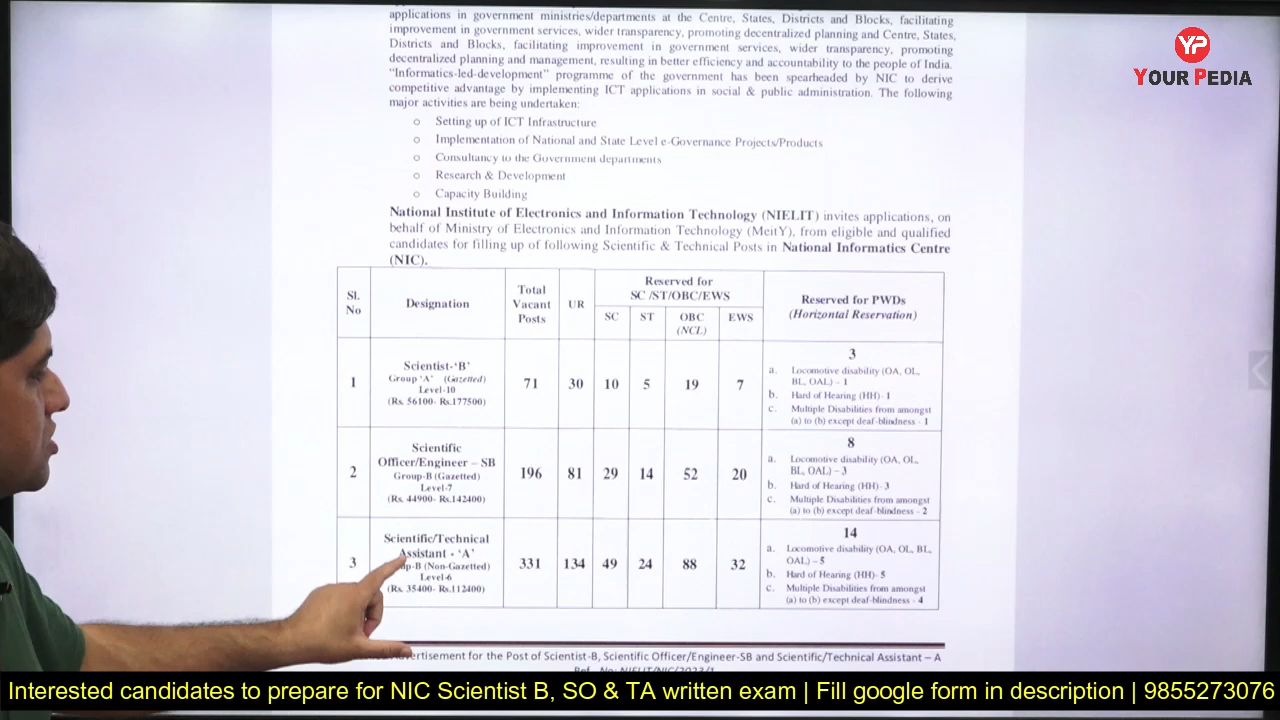 applications in government ministries/departments at the Centre, States, Districts and Blocks, facilitating
improvement in government services, wider transparency, promoting decentralized planning and Centre, States,
Districts and Blocks, facilitating improvement in government services, wider transparency, promoting
decentralized planning and management, resulting in better efficiency and accountability to the people of India.
"Informatics-led-development" programme of the government has been spearheaded by NIC to derive
competitive advantage by implementing ICT applications in social & public administration. The following
major activities are being undertaken:
o Setting up of ICT Infrastructure
o Implementation of National and State Level e-Governance Projects/Products
o Consultancy to the Government departments
o Research & Development
o Capacity Building
National Institute of Electronics and Information Technology (NIELIT) invites applications, on
behalf of Ministry of Electronics and Information Technology (MeitY), from eligible and qualified
candidates for filling up of following Scientific & Technical Posts in National Informatics Centre
(NIC).
Sl. No
Designation
Total Vacant Posts
UR
Reserved for
SC /ST/OBC/EWS
SC
ST
OBC (NCL)
EWS
Reserved for PWDs
(Horizontal Reservation)
1
Scientist-'B'
Group 'A' (Gazetted)
Level-10
(Rs. 56100- Rs.177500)
71
30
10
5
19
7
3
a. Locomotive disability (OA, OL,
BL, OAL) – 1
b. Hard of Hearing (HH)- 1
c. Multiple Disabilities from amongst
(a) to (b) except deaf-blindness - 1
2
Scientific
Officer/Engineer – SB
Group-B (Gazetted)
Level-7
(Rs. 44900- Rs.142400)
196
81
29
14
52
20
8
a. Locomotive disability (OA, OL,
BL, OAL) –3
b. Hard of Hearing (HH)- 3
c. Multiple Disabilities from amongst
(a) to (b) except deaf-blindness - 2
3
Scientific/Technical
Assistant - 'A'
p-B (Non-Gazetted)
Level-6
(Rs. 35400- Rs.112400)
331
134
49
24
88
32
14
a. Locomotive disability (OA, OL, BL,
OAL) – 5
b. Hard of Hearing (HH)- 5
c. Multiple Disabilities from amongst
(a) to (b) except deaf-blindness - 4
ertisement for the Post of Scientist-B, Scientific Officer/Engineer-SB and Scientific/Technical Assistant – A
Ref. No: NIELIT/NIC/2023/1
YP
YOUR PEDIA
Interested candidates to prepare for NIC Scientist B, SO & TA written exam | Fill google form in description | 9855273076